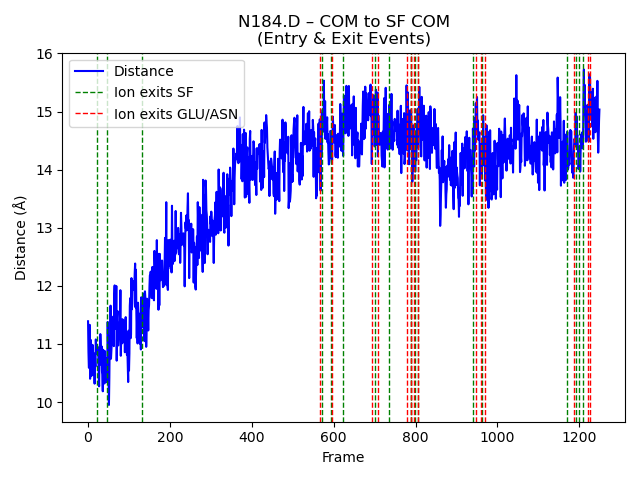 N184.D – COM to SF COM
(Entry & Exit Events)
Distance
Ion exits SF
Ion exits GLU/ASN
Distance (Å)
16
15
14
13
12
11
10
0 200 400 600 800 1000 1200
Frame